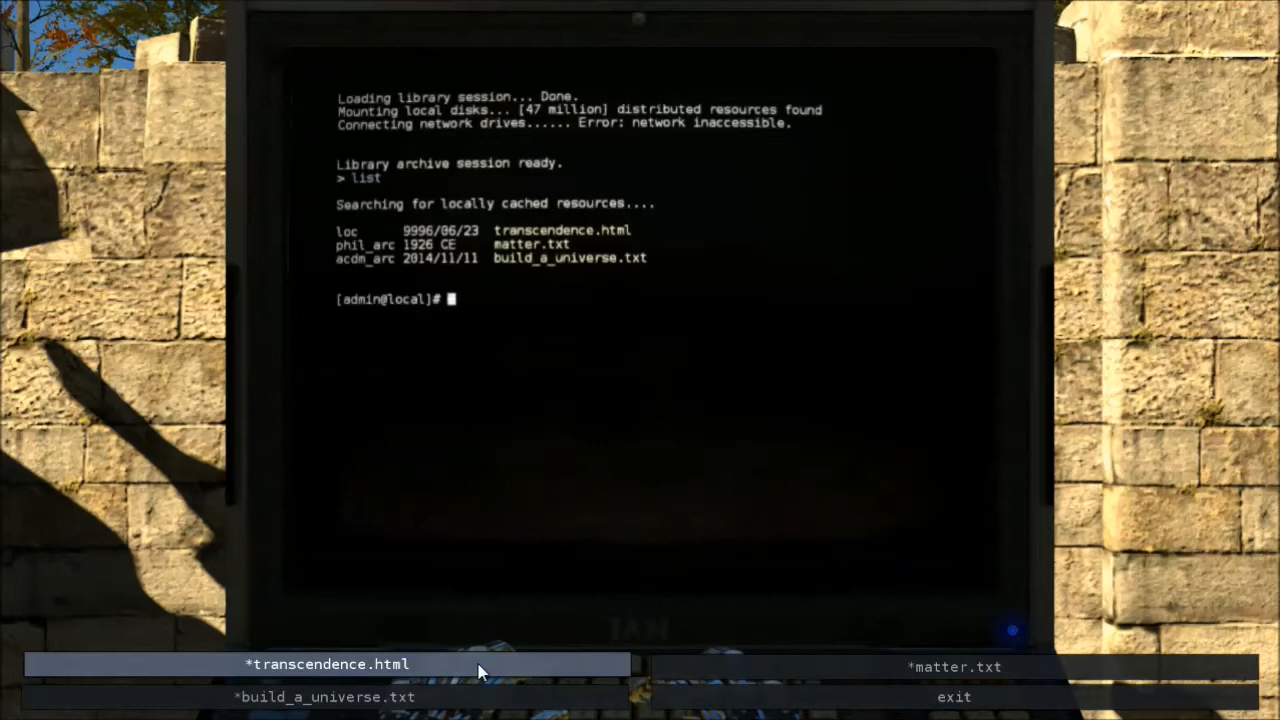 Loading library session... Done.
Mounting local disks... [47 million] distributed resources found
Connecting network drives...... Error: network inaccessible.
Library archive session ready.
> list
Searching for locally cached resources....
loc 9996/06/23 transcendence.html
phil_arc 1926 CE matter.txt
acdm_arc 2014/11/11 build_a_universe.txt
[admin@local]#
*transcendence.html
*matter.txt
*build_a_universe.txt
exit